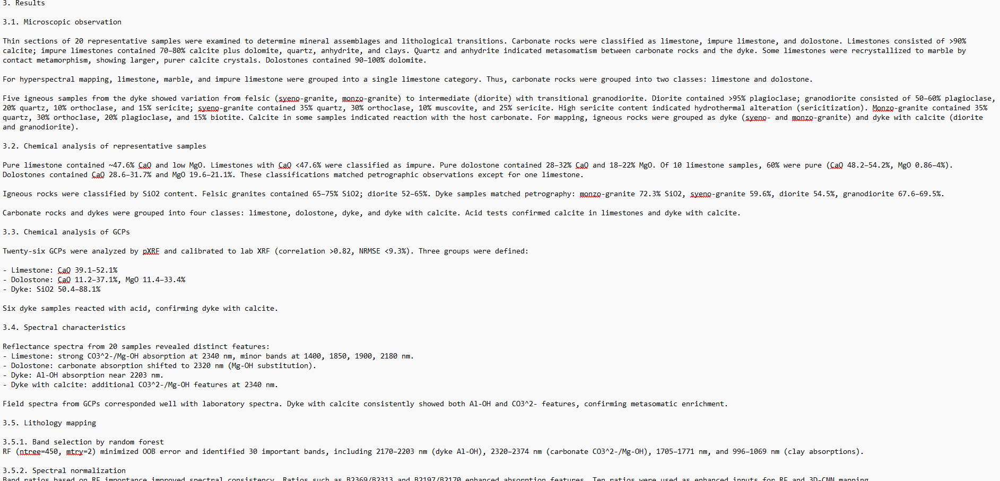 3. Results
3.1. Microscopic observation
Thin sections of 20 representative samples were examined to determine mineral assemblages and lithological transitions. Carbonate rocks were classified as limestone, impure limestone, and dolostone. Limestones consisted of >90%
calcite; impure limestones contained 70–80% calcite plus dolomite, quartz, anhydrite, and clays. Quartz and anhydrite indicated metasomatism between carbonate rocks and the dyke. Some limestones were recrystallized to marble by
contact metamorphism, showing larger, purer calcite crystals. Dolostones contained 90–100% dolomite.
For hyperspectral mapping, limestone, marble, and impure limestone were grouped into a single limestone category. Thus, carbonate rocks were grouped into two classes: limestone and dolostone.
Five igneous samples from the dyke showed variation from felsic (syeno-granite, monzo-granite) to intermediate (diorite) with transitional granodiorite. Diorite contained >95% plagioclase; granodiorite consisted of 50–60% plagioclase,
20% quartz, 10% orthoclase, and 15% sericite; syeno-granite contained 35% quartz, 30% orthoclase, 10% muscovite, and 25% sericite. High sericite content indicated hydrothermal alteration (sericitization). Monzo-granite contained 35%
quartz, 30% orthoclase, 20% plagioclase, and 15% biotite. Calcite in some samples indicated reaction with the host carbonate. For mapping, igneous rocks were grouped as dyke (syeno- and monzo-granite) and dyke with calcite (diorite
and granodiorite).
3.2. Chemical analysis of representative samples
Pure limestone contained ~47.6% CaO and low MgO. Limestones with CaO <47.6% were classified as impure. Pure dolostone contained 28–32% CaO and 18–22% MgO. Of 10 limestone samples, 60% were pure (CaO 48.2–54.2%, MgO 0.86–4%).
Dolostones contained CaO 28.6–31.7% and MgO 19.6–21.1%. These classifications matched petrographic observations except for one limestone.
Igneous rocks were classified by SiO2 content. Felsic granites contained 65–75% SiO2; diorite 52–65%. Dyke samples matched petrography: monzo-granite 72.3% SiO2, syeno-granite 59.6%, diorite 54.5%, granodiorite 67.6–69.5%.
Carbonate rocks and dykes were grouped into four classes: limestone, dolostone, dyke, and dyke with calcite. Acid tests confirmed calcite in limestones and dyke with calcite.
3.3. Chemical analysis of GCPs
Twenty-six GCPs were analyzed by pXRF and calibrated to lab XRF (correlation >0.82, NRMSE <9.3%). Three groups were defined:
- Limestone: CaO 39.1–52.1%
- Dolostone: CaO 11.2–37.1%, MgO 11.4–33.4%
- Dyke: SiO2 50.4–88.1%
Six dyke samples reacted with acid, confirming dyke with calcite.
3.4. Spectral characteristics
Reflectance spectra from 20 samples revealed distinct features:
- Limestone: strong CO3^2-/Mg-OH absorption at 2340 nm, minor bands at 1400, 1850, 1900, 2180 nm.
- Dolostone: carbonate absorption shifted to 2320 nm (Mg-OH substitution).
- Dyke: Al-OH absorption near 2203 nm.
- Dyke with calcite: additional CO3^2-/Mg-OH features at 2340 nm.
Field spectra from GCPs corresponded well with laboratory spectra. Dyke with calcite consistently showed both Al-OH and CO3^2- features, confirming metasomatic enrichment.
3.5. Lithology mapping
3.5.1. Band selection by random forest
RF (ntree=450, mtry=2) minimized OOB error and identified 30 important bands, including 2170–2203 nm (dyke Al-OH), 2320–2374 nm (carbonate CO3^2-/Mg-OH), 1705–1771 nm, and 996–1069 nm (clay absorptions).
3.5.2. Spectral normalization
Band ratios based on RF importance improved spectral consistency. Ratios such as B2369/B2313 and B2197/B2170 enhanced absorption features. Ten ratios were used as enhanced inputs for RF and 3D-CNN mapping.